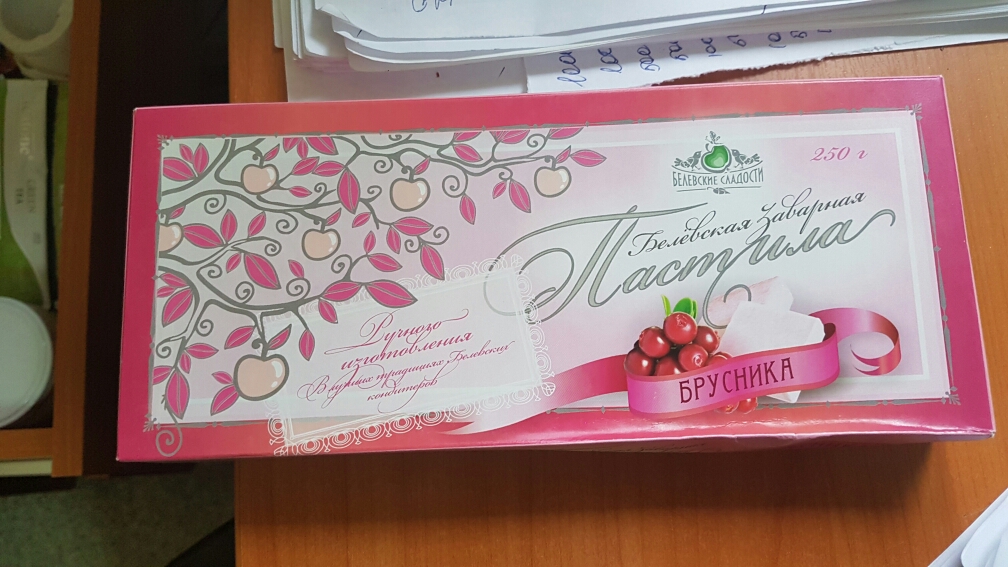 БЕЛЕВСКИЕ СЛАДОСТИ
250 г
Белевская Заварная
Пастила
БРУСНИКА
Ручного
изготовления
В лучших традициях Белевских
кондитеров